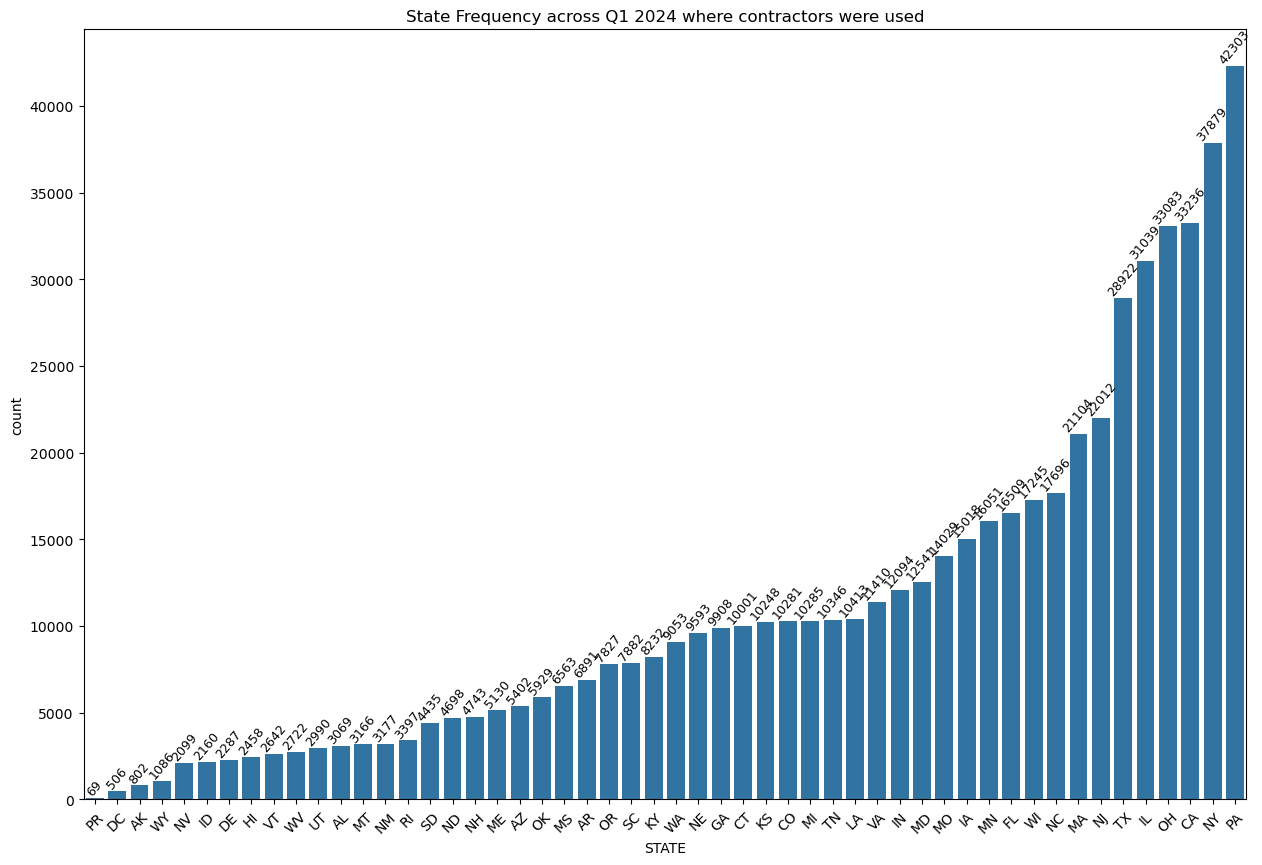 State Frequency across Q1 2024 where contractors were used
count
40000
35000
30000
25000
20000
15000
10000
5000
0
69
506
802
1086
2099
2160
2287
2458
2642
2722
2990
3069
3166
3177
3397
4435
4698
4743
5130
5402
5929
6563
6891
7827
7882
8232
9053
9593
9908
10001
10248
10281
10285
10346
10413
11410
12094
12541
14029
15018
16051
16509
17245
17696
21104
22012
28922
31039
33083
33236
37879
42303
PR
DC
AK
WY
NV
ID
DE
HI
VT
WV
UT
AL
MT
NM
RI
SD
ND
NH
ME
AZ
OK
MS
AR
OR
SC
KY
WA
NE
GA
CT
KS
CO
MI
TN
LA
VA
IN
MD
MO
IA
MN
FL
WI
NC
MA
NJ
TX
IL
OH
CA
NY
PA
STATE